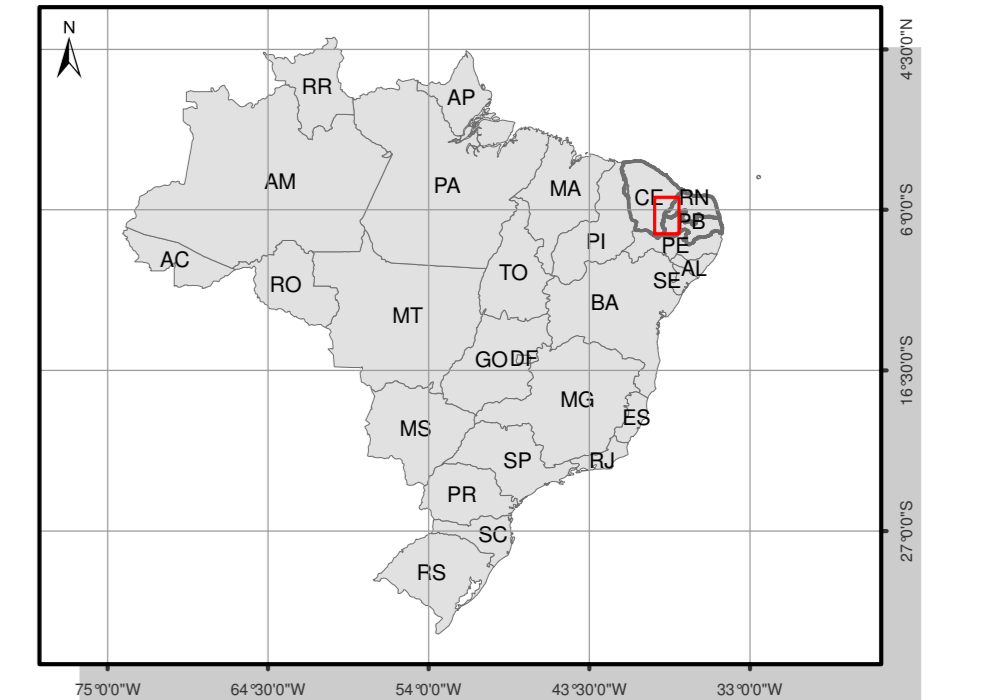 N
4°30'0"N
RR
AP
AM
PA
MA
CE
RN
6°0'0"S
PB
PI
PE
AC
AL
TO
SE
RO
BA
MT
GO
DF
16°30'0"S
MG
ES
MS
SP
RJ
PR
27°0'0"S
SC
RS
75°0'0"W
64°30'0"W
54°0'0"W
43°30'0"W
33°0'0"W